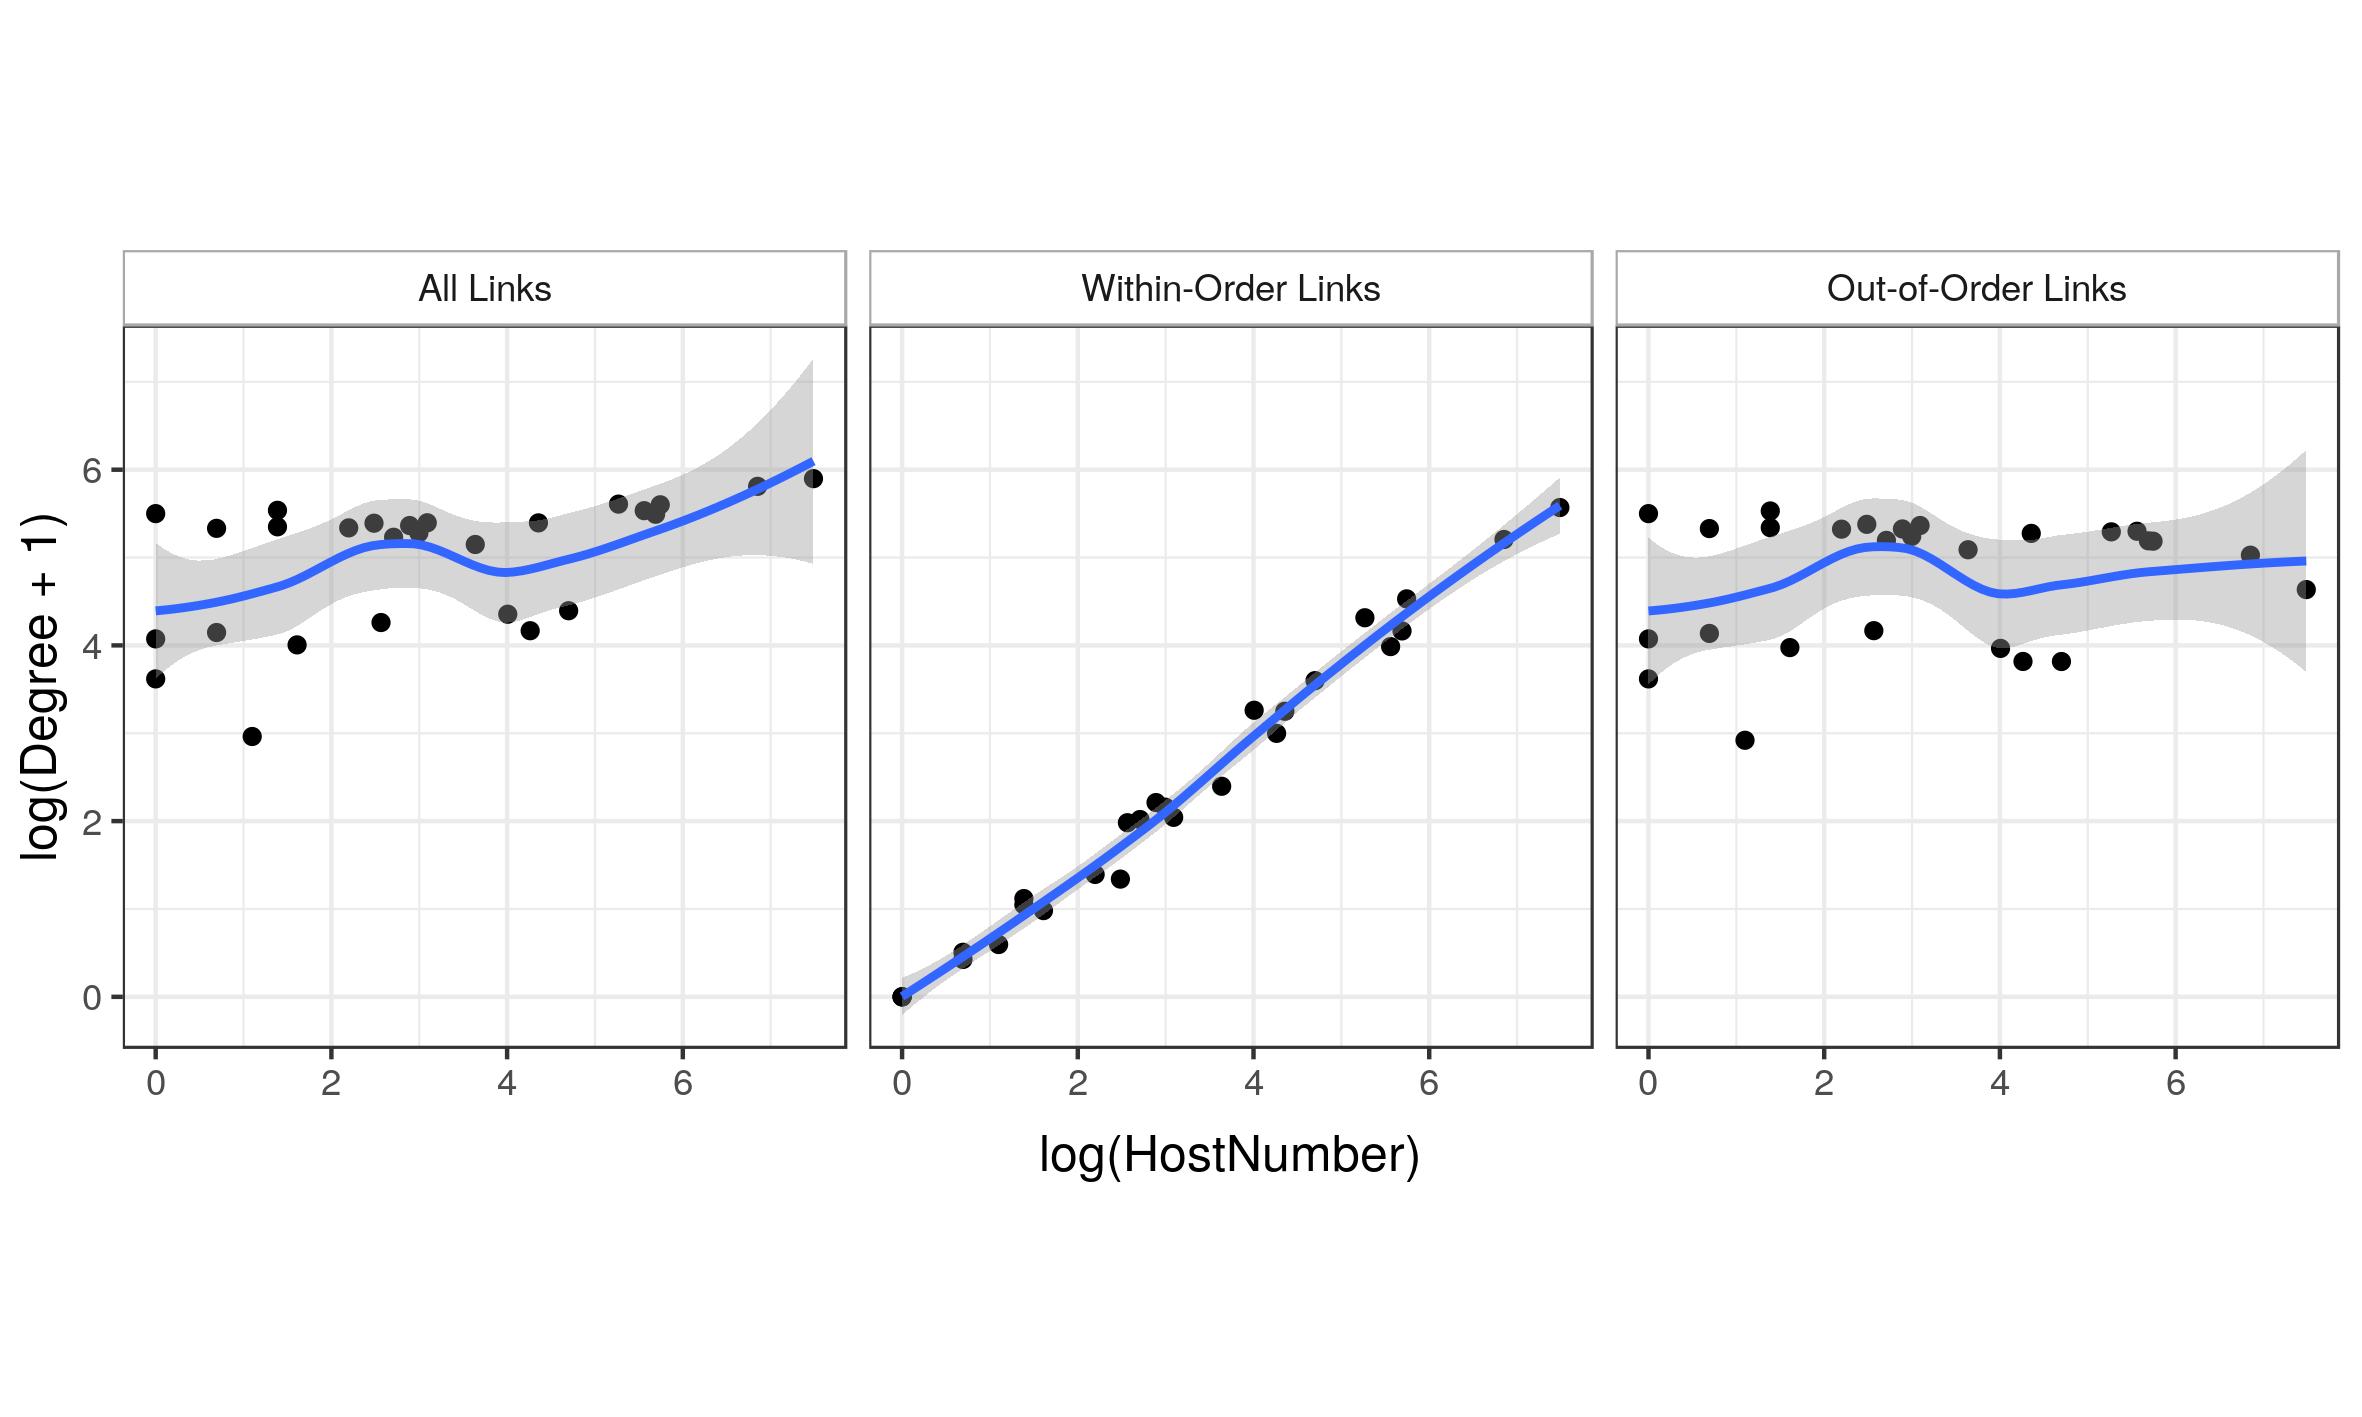 All Links
Within-Order Links
Out-of-Order Links
log(Degree + 1)
6
4
2
0
0 2 4 6
0 2 4 6
0 2 4 6
log(HostNumber)